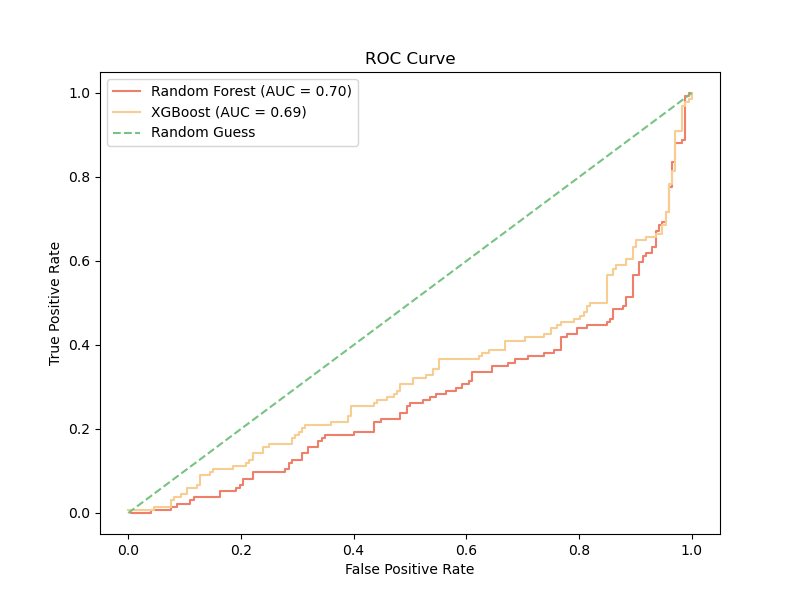 ROC Curve
Random Forest (AUC = 0.70)
XGBoost (AUC = 0.69)
Random Guess
True Positive Rate
1.0
0.8
0.6
0.4
0.2
0.0
0.0 0.2 0.4 0.6 0.8 1.0
False Positive Rate